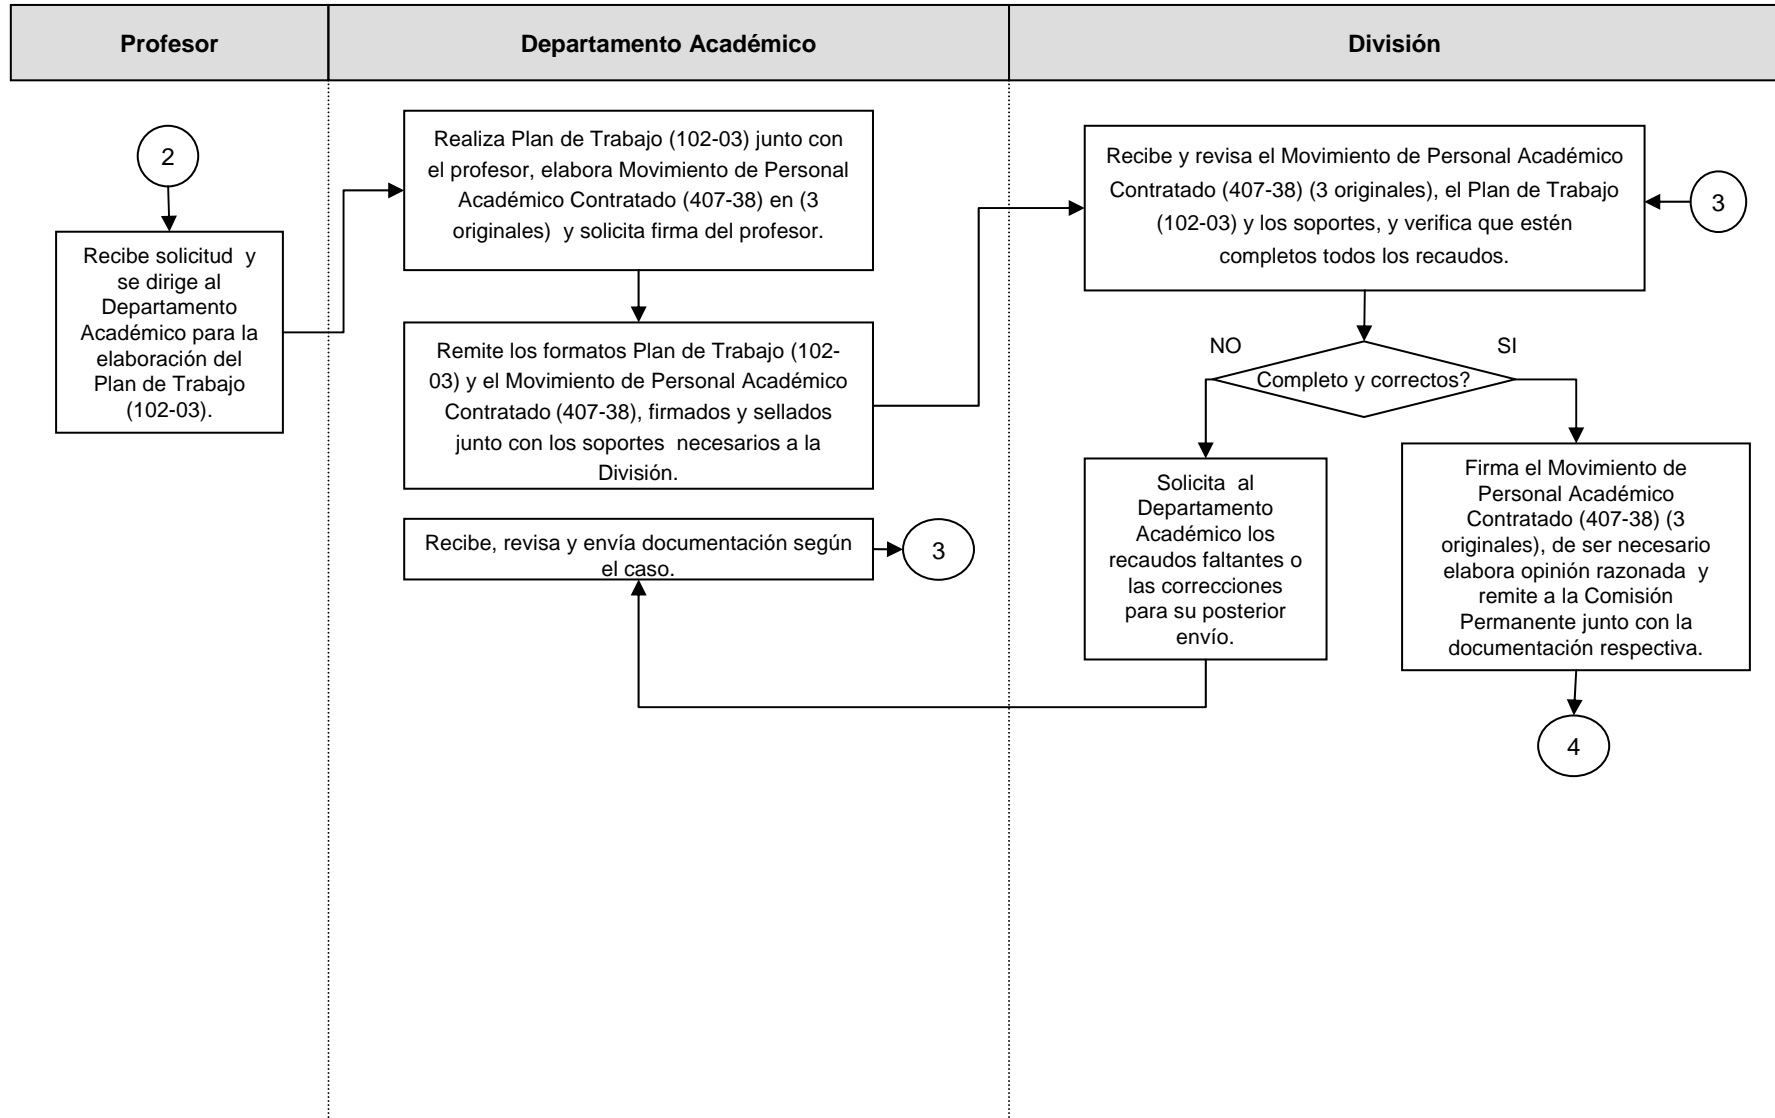 Profesor
Departamento Académico
División
2
Recibe solicitud y
se dirige al
Departamento
Académico para la
elaboración del
Plan de Trabajo
(102-03).
Realiza Plan de Trabajo (102-03) junto con
el profesor, elabora Movimiento de Personal
Académico Contratado (407-38) en (3
originales) y solicita firma del profesor.
Remite los formatos Plan de Trabajo (102-
03) y el Movimiento de Personal Académico
Contratado (407-38), firmados y sellados
junto con los soportes necesarios a la
División.
Recibe, revisa y envía documentación según
el caso.
3
Recibe y revisa el Movimiento de Personal Académico
Contratado (407-38) (3 originales), el Plan de Trabajo
(102-03) y los soportes, y verifica que estén
completos todos los recaudos.
3
NO
SI
Completo y correctos?
Solicita al
Departamento
Académico los
recaudos faltantes o
las correcciones
para su posterior
envío.
Firma el Movimiento de
Personal Académico
Contratado (407-38) (3
originales), de ser necesario
elabora opinión razonada y
remite a la Comisión
Permanente junto con la
documentación respectiva.
4